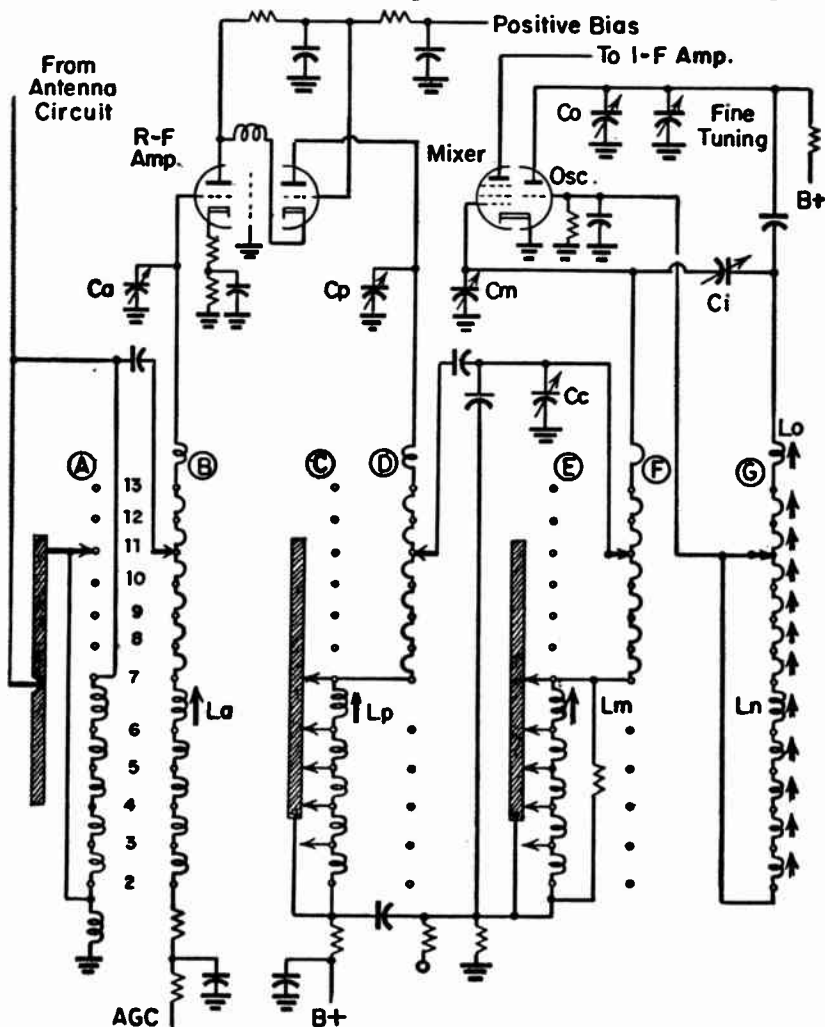 Positive Bias
To I-F Amp.
From
Antenna
Circuit
R-F
Amp.
Mixer
Co
Fine
Tuning
Osc.
B+
Ca
Cp
Cm
Ci
Cc
Lo
A
B
C
D
E
F
G
13
12
11
10
9
8
7
La
Lp
Lm
Ln
6
5
4
3
2
AGC
B+